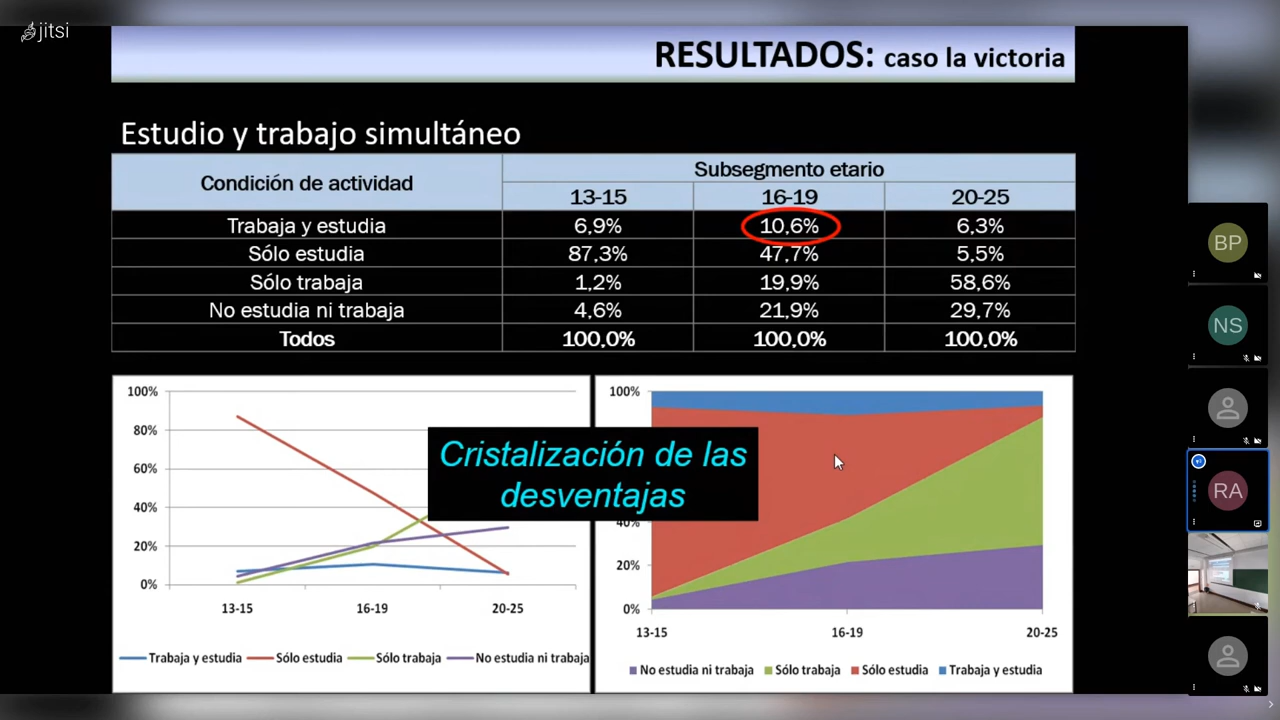 jitsi
RESULTADOS: caso la victoria
Estudio y trabajo simultáneo
Condición de actividad
Subsegmento etario
13-15 16-19 20-25
Trabaja y estudia 6,9% 10,6% 6,3%
Sólo estudia 87,3% 47,7% 5,5%
Sólo trabaja 1,2% 19,9% 58,6%
No estudia ni trabaja 4,6% 21,9% 29,7%
Todos 100,0% 100,0% 100,0%
100%
80%
60%
40%
20%
0%
13-15 16-19 20-25
Trabaja y estudia Sólo estudia Sólo trabaja No estudia ni trabaja
Cristalización de las
desventajas
100%
40%
20%
0%
13-15 16-19 20-25
No estudia ni trabaja Sólo trabaja Sólo estudia Trabaja y estudia
BP
NS
RA